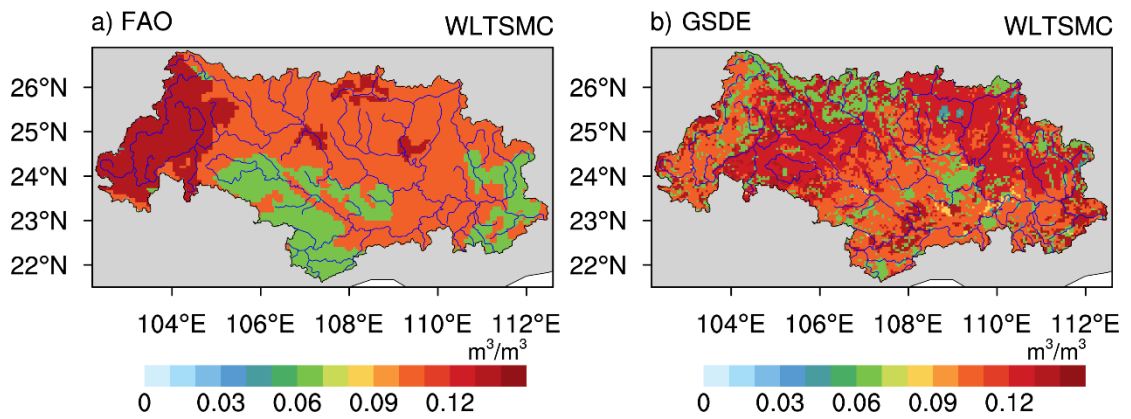 a) FAO WLTSMC
b) GSDE WLTSMC
26°N
25°N
24°N
23°N
22°N
104°E 106°E 108°E 110°E 112°E
m³/m³
0 0.03 0.06 0.09 0.12
26°N
25°N
24°N
23°N
22°N
104°E 106°E 108°E 110°E 112°E
m³/m³
0 0.03 0.06 0.09 0.12